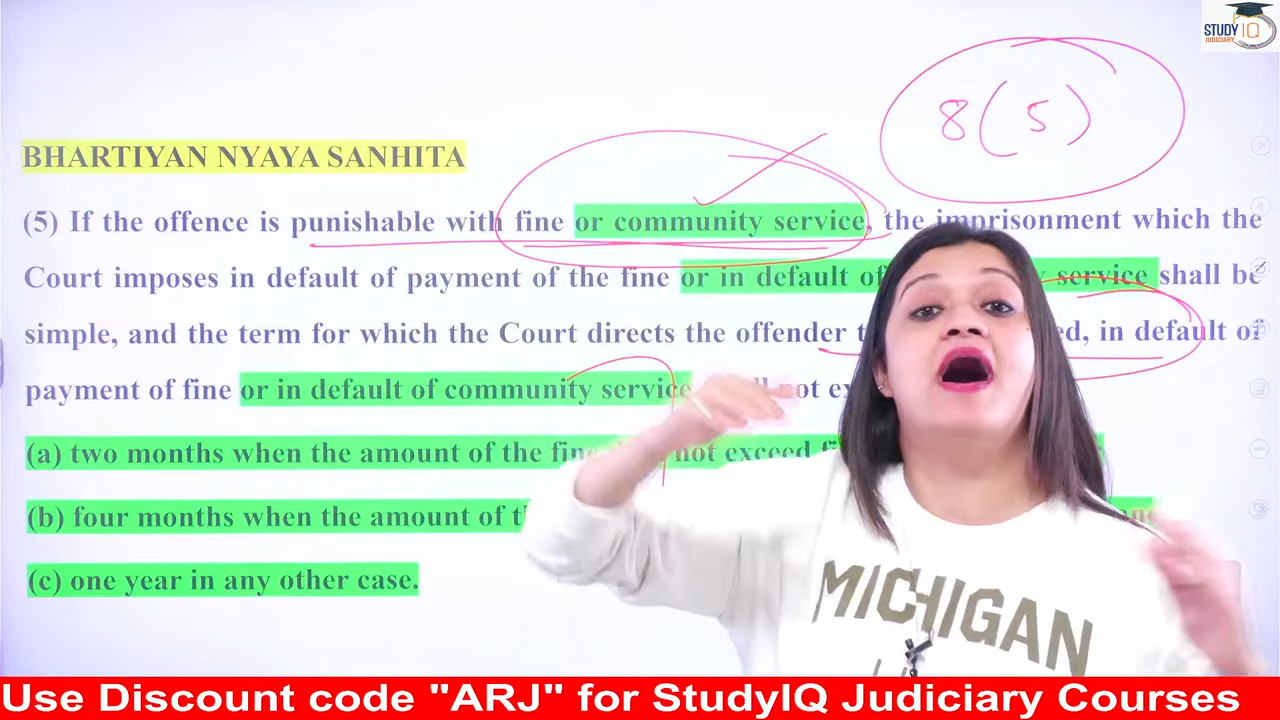 STUDY IQ
JUDICIARY
8(5)
BHARTIYAN NYAYA SANHITA
(5) If the offence is punishable with fine or community service, the imprisonment which the
Court imposes in default of payment of the fine or in default of service shall be
simple, and the term for which the Court directs the offender in default of
payment of fine or in default of community service not
(a) two months when the amount of the not exceed
(b) four months when the amount of
(c) one year in any other case.
MICHIGAN
Use Discount code "ARJ" for StudyIQ Judiciary Courses